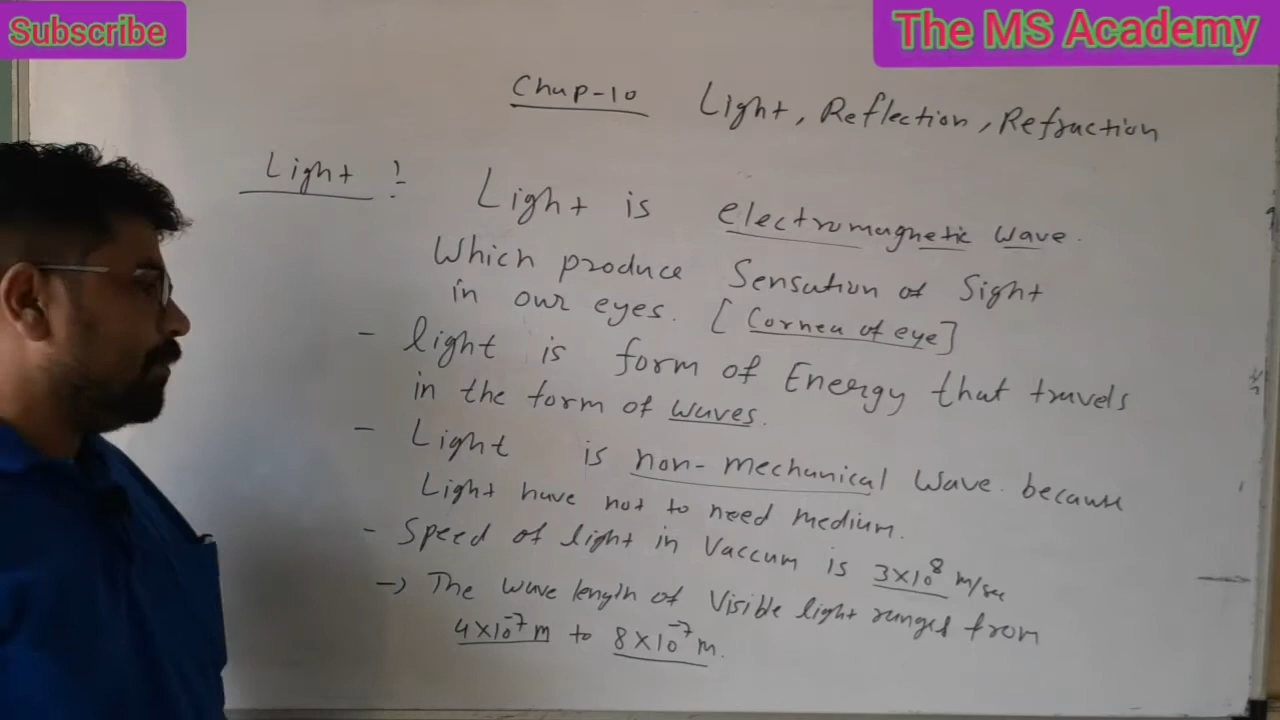 Subscribe
The MS Academy
Chap-10 Light, Reflection, Refraction
Light :- Light is electromagnetic wave.
Which produce Sensation of Sight
in our eyes. [Cornea of eye]
- light is form of Energy that travels
in the form of waves.
- Light is non-mechanical wave. because
Light have not to need medium.
- Speed of light in Vaccum is 3×10⁸ m/sec
→ The wave length of Visible light ranges from
4×10⁻⁷ m to 8×10⁻⁷ m.